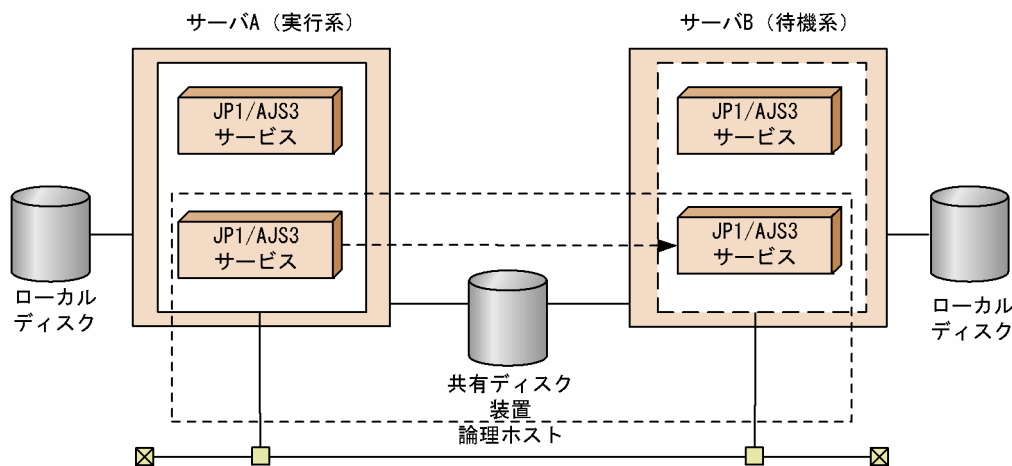 サーバA（実行系）
サーバB（待機系）
JP1/AJS3
サービス
JP1/AJS3
サービス
JP1/AJS3
サービス
JP1/AJS3
サービス
ローカル
ディスク
共有ディスク
装置
論理ホスト
ローカル
ディスク